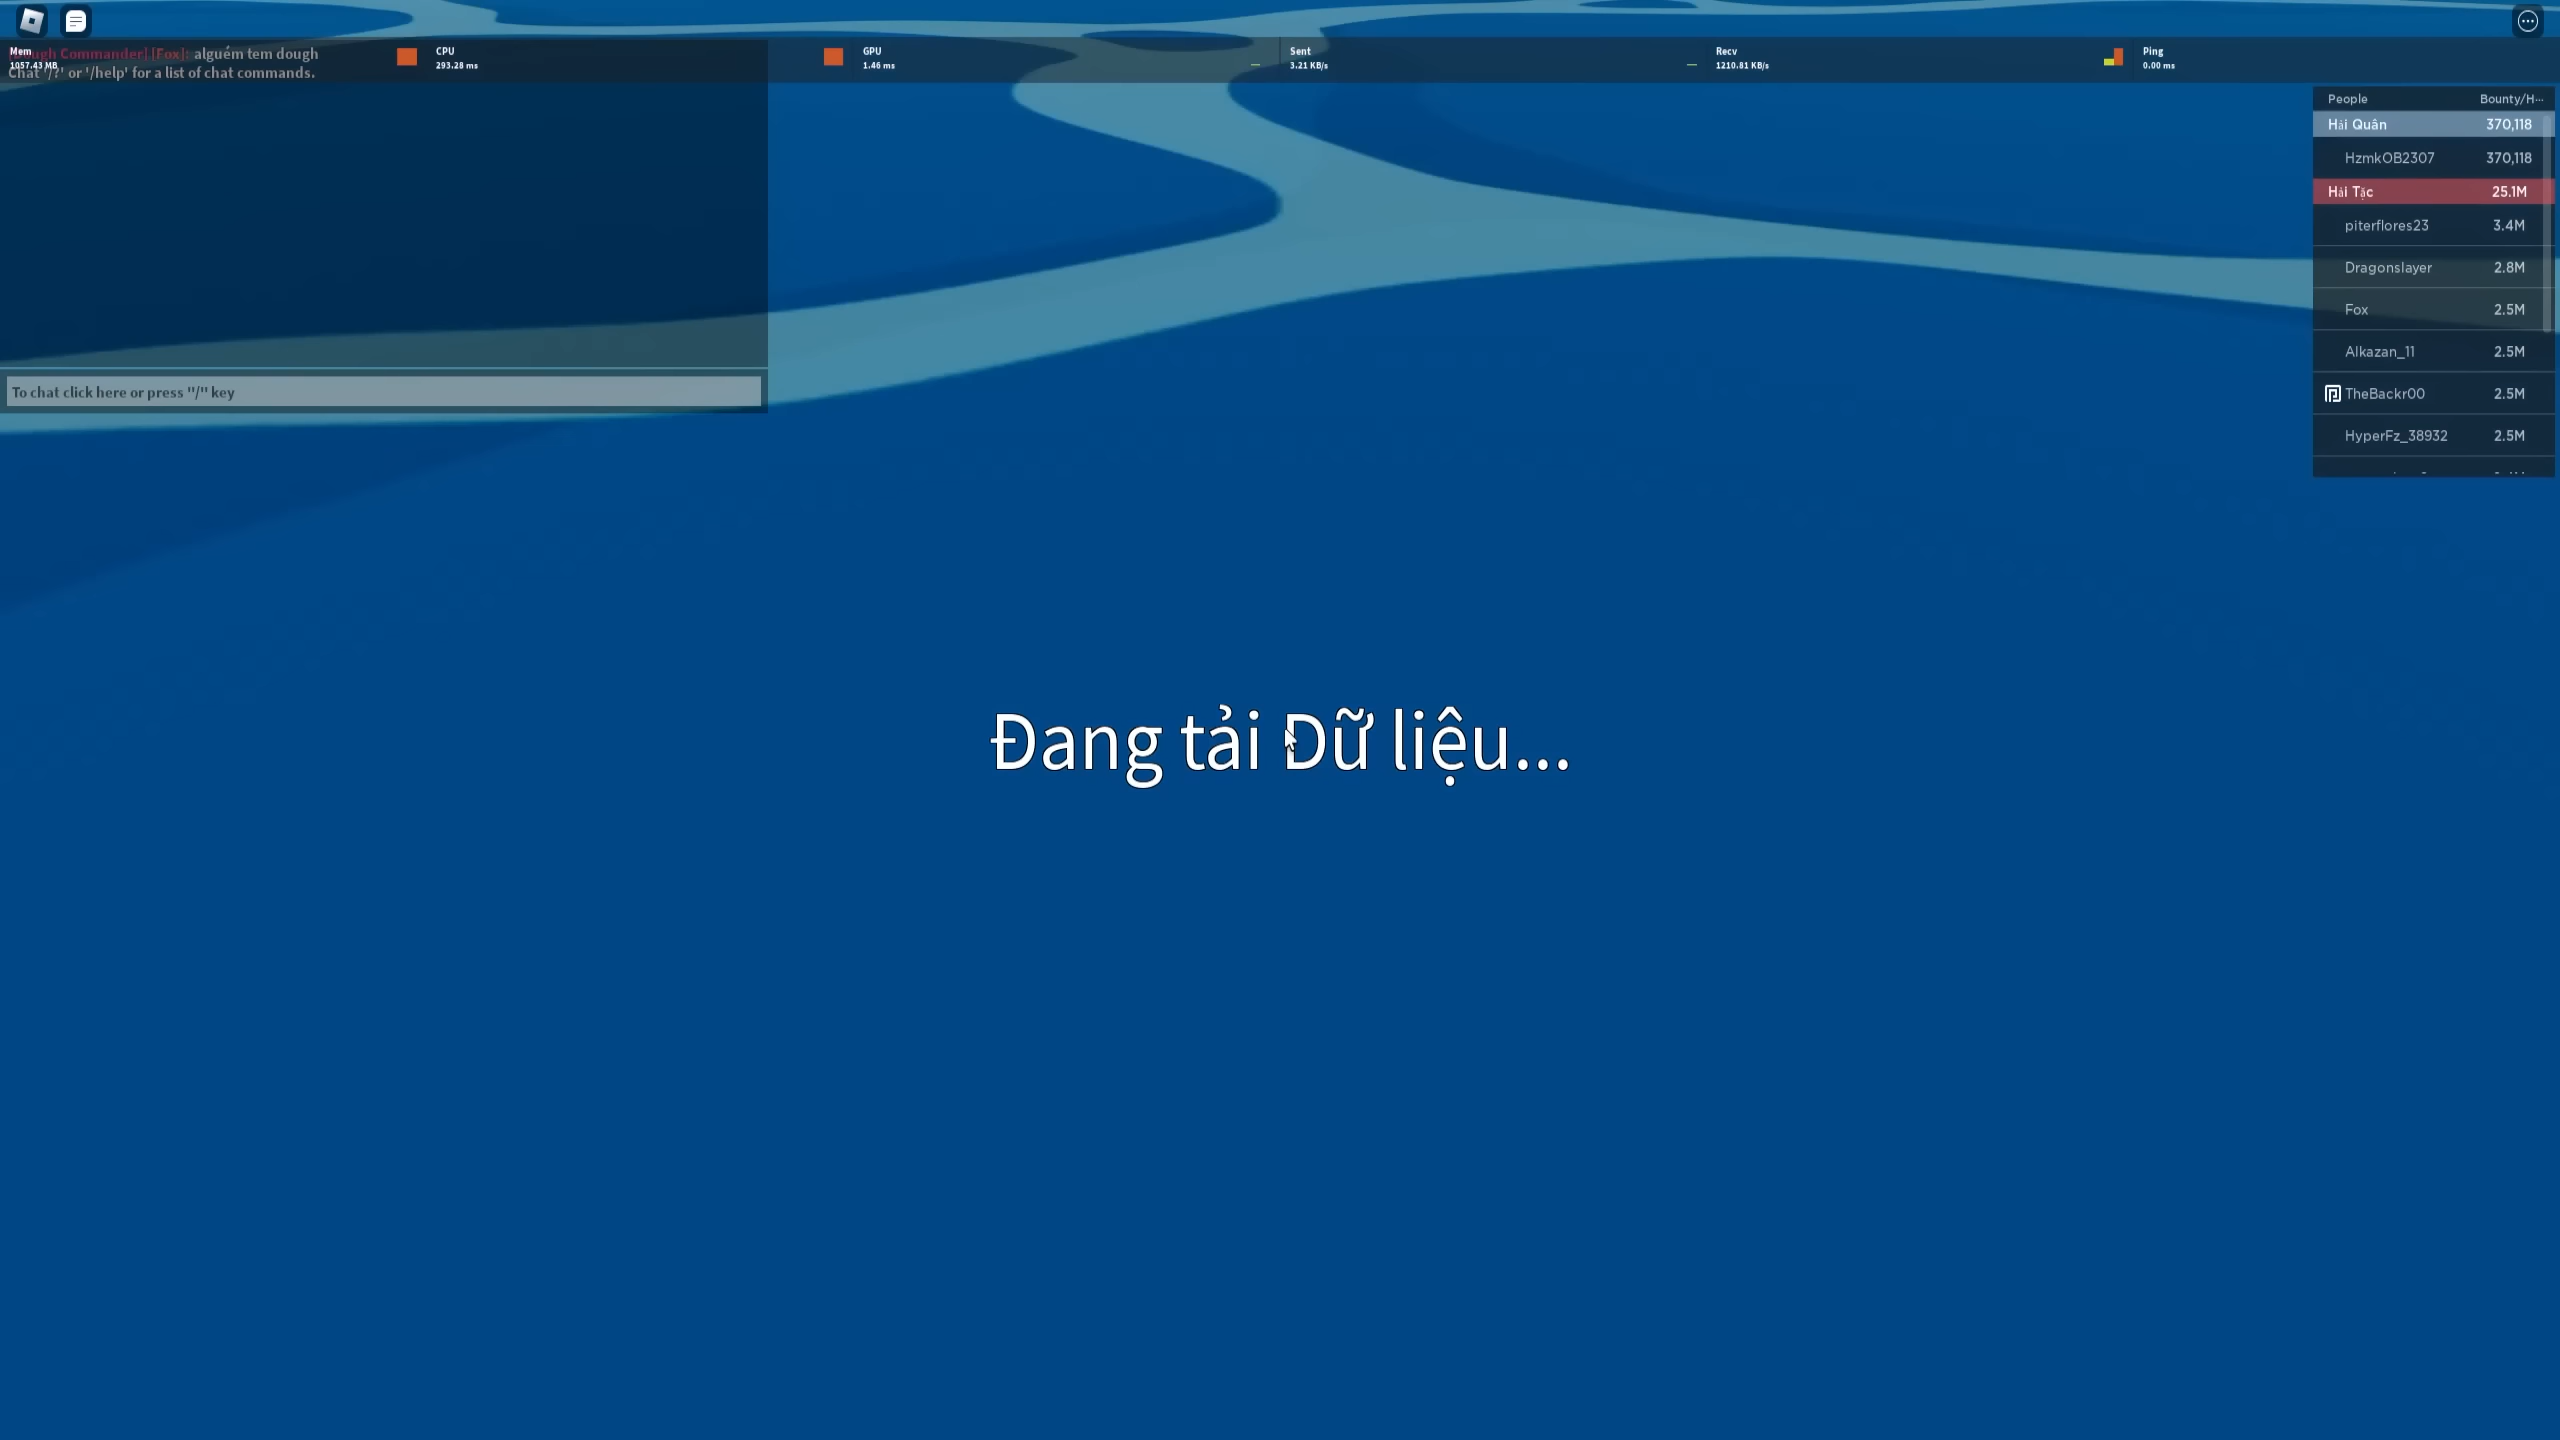 Mem
1057.43 MB
CPU
293.28 ms
GPU
1.46 ms
Sent
3.21 KB/s
Recv
1210.81 KB/s
Ping
0.00 ms
Commander] [Fox]: alguém tem dough
Chat '/?' or '/help' for a list of chat commands.
To chat click here or press "/" key
People Bounty/H...
Hải Quân 370,118
HzmkOB2307 370,118
Hải Tặc 25.1M
piterflores23 3.4M
Dragonslayer 2.8M
Fox 2.5M
Alkazan_11 2.5M
TheBackr00 2.5M
HyperFz_38932 2.5M
Đang tải Dữ liệu...